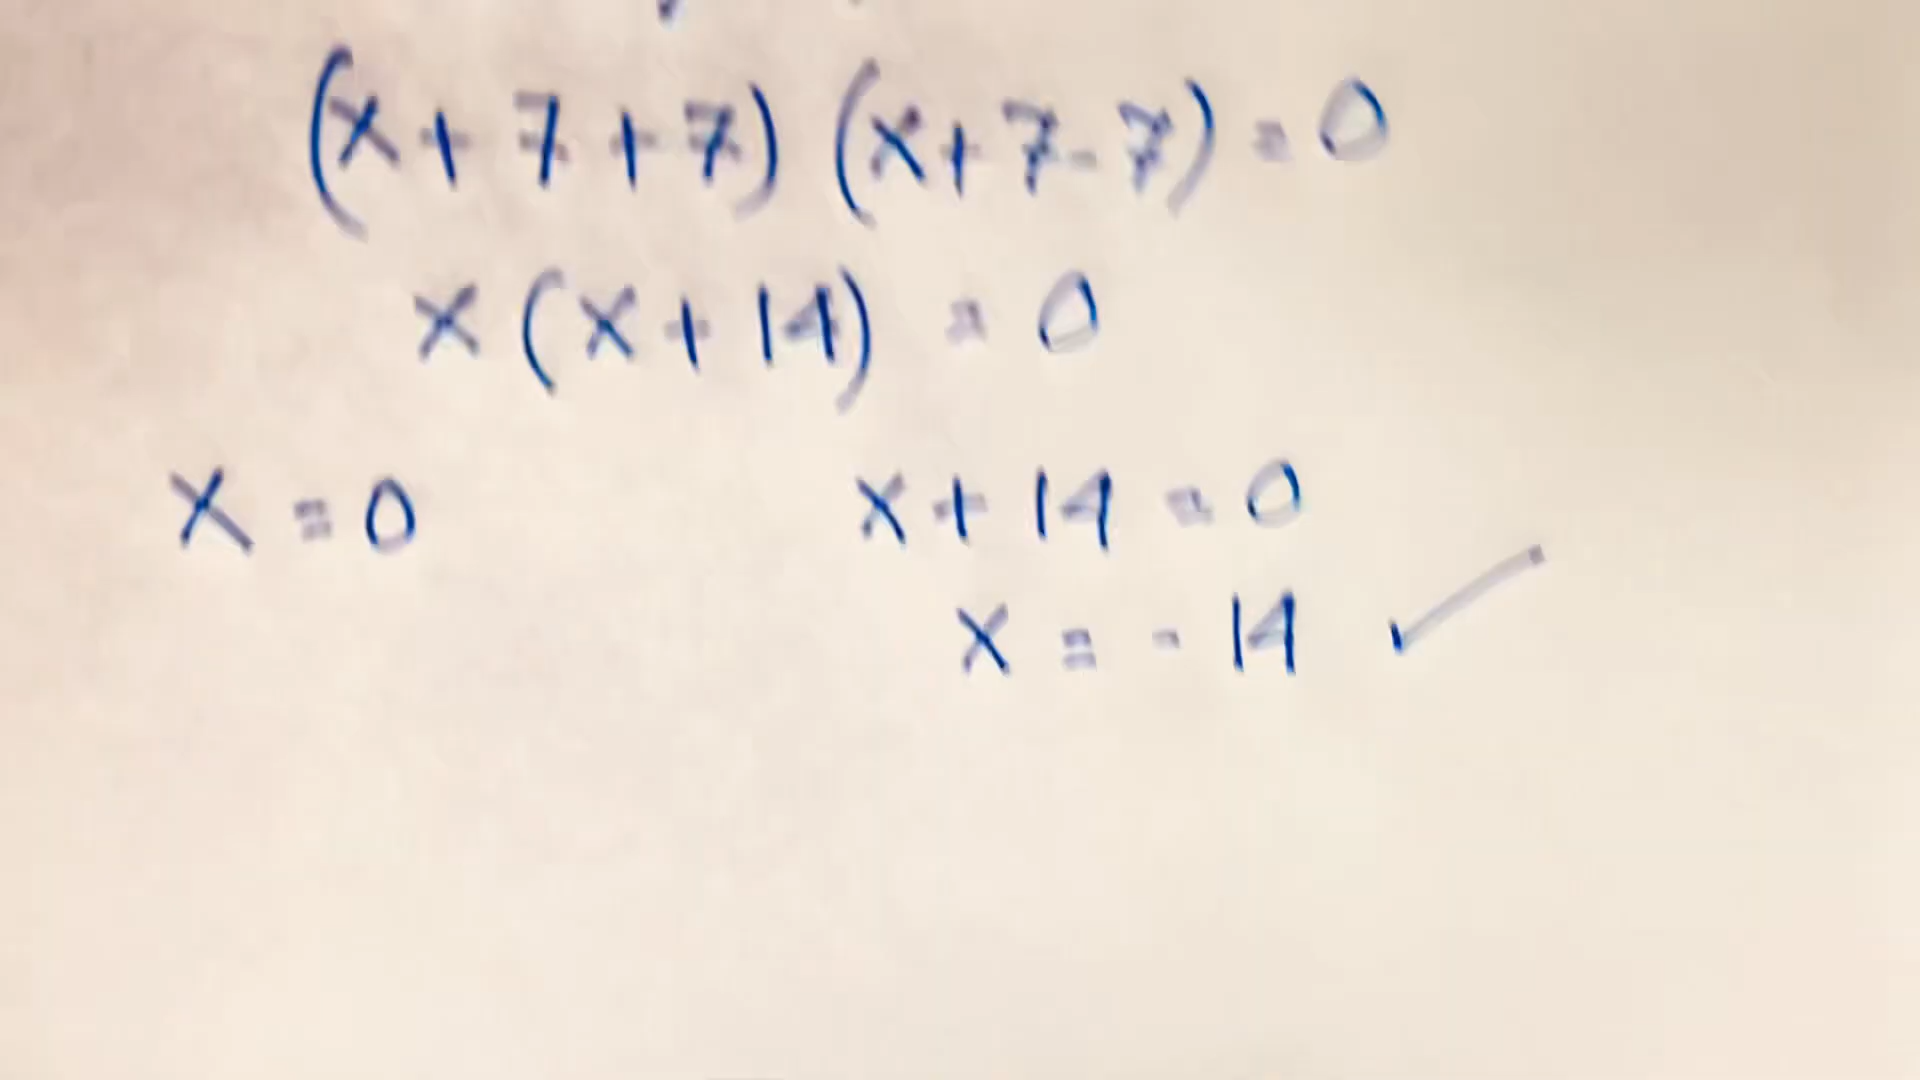 (x + 7 + 7) (x + 7 - 7) = 0
x (x + 14) = 0
x = 0 x + 14 = 0
x = - 14 ✓